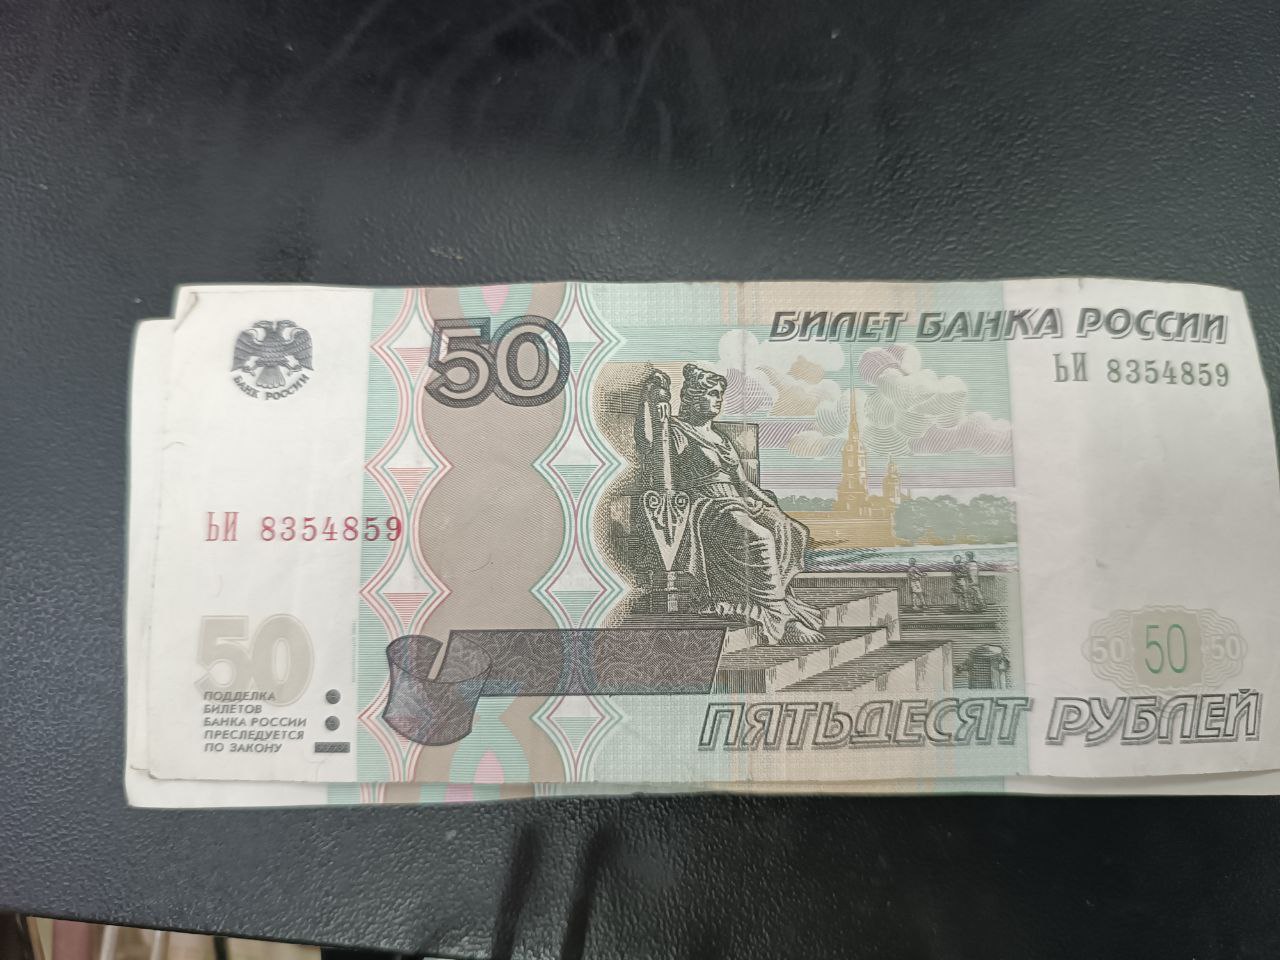 50
БИЛЕТ БАНКА РОССИИ
ЬИ 8354859
БАНК РОССИИ
ЬИ 8354859
50
ПОДДЕЛКА
БИЛЕТОВ
БАНКА РОССИИ
ПРЕСЛЕДУЕТСЯ
ПО ЗАКОНУ
50 50 50
ПЯТЬДЕСЯТ РУБЛЕЙ